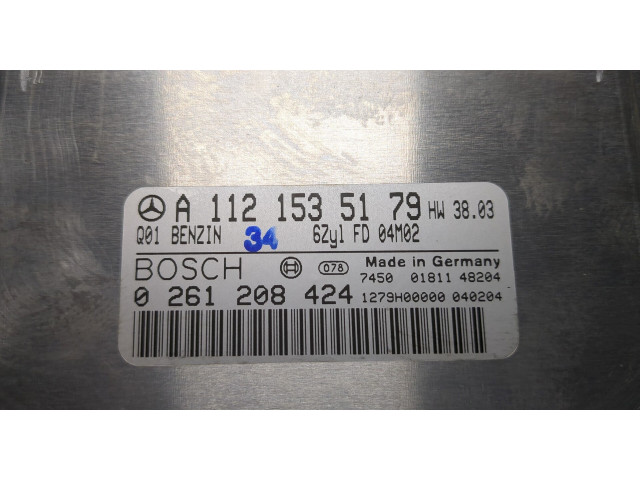 A 112 153 51 79 HW 38.03
Q01 BENZIN 34 6Zyl FD 04M02
BOSCH 078 Made in Germany
7450 01811 48204
0 261 208 424 1279H00000 040204